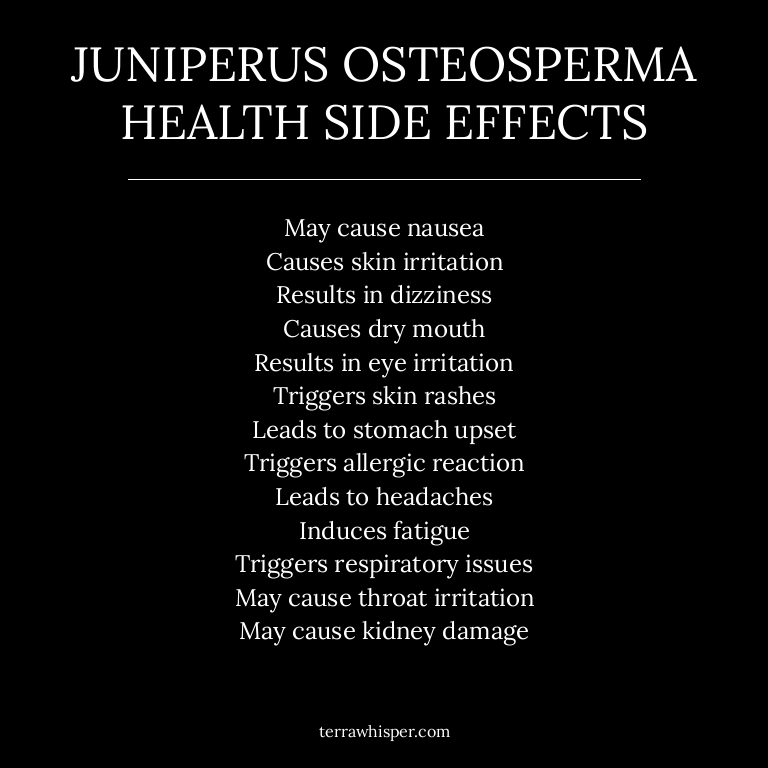 JUNIPERUS OSTEOSPERMA
HEALTH SIDE EFFECTS
May cause nausea
Causes skin irritation
Results in dizziness
Causes dry mouth
Results in eye irritation
Triggers skin rashes
Leads to stomach upset
Triggers allergic reaction
Leads to headaches
Induces fatigue
Triggers respiratory issues
May cause throat irritation
May cause kidney damage
terrawhisper.com